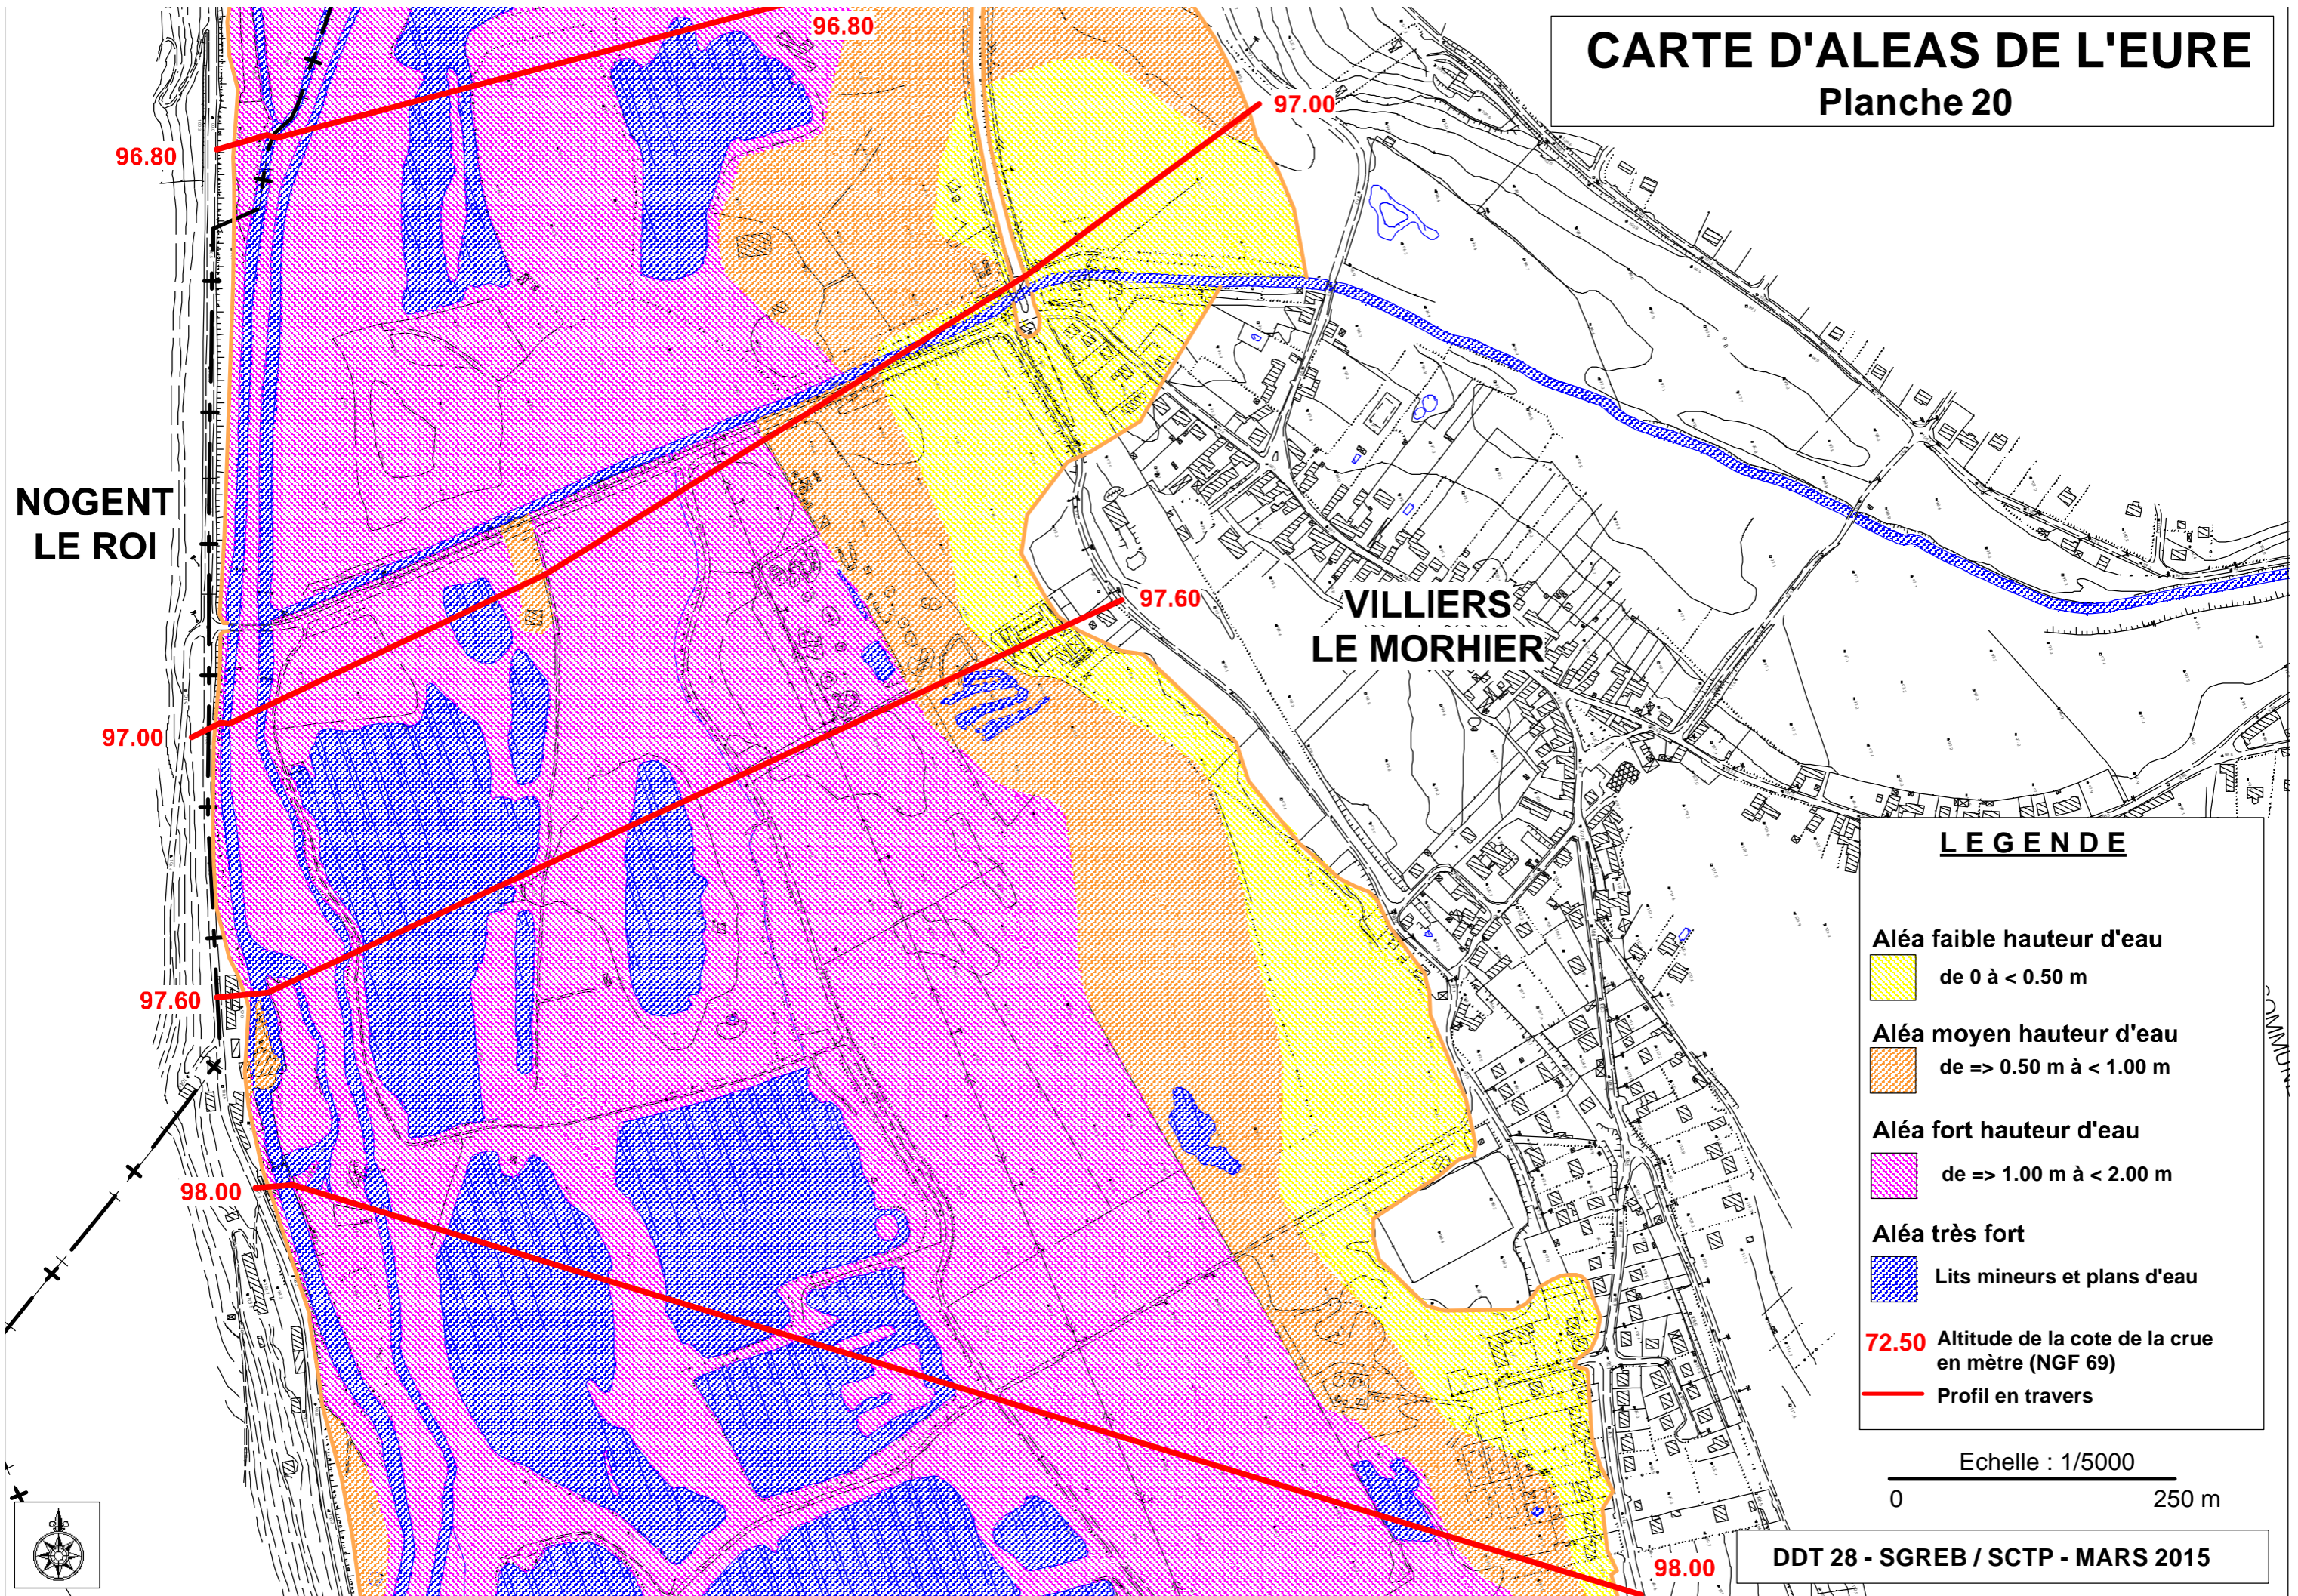 CARTE D'ALEAS DE L'EURE
Planche 20
96.80
96.80
97.00
NOGENT
LE ROI
97.60
VILLIERS
LE MORHIER
97.00
97.60
98.00
98.00
LEGENDE
Aléa faible hauteur d'eau
de 0 à < 0.50 m
Aléa moyen hauteur d'eau
de => 0.50 m à < 1.00 m
Aléa fort hauteur d'eau
de => 1.00 m à < 2.00 m
Aléa très fort
Lits mineurs et plans d'eau
72.50 Altitude de la cote de la crue
en mètre (NGF 69)
Profil en travers
Echelle : 1/5000
0 250 m
DDT 28 - SGREB / SCTP - MARS 2015